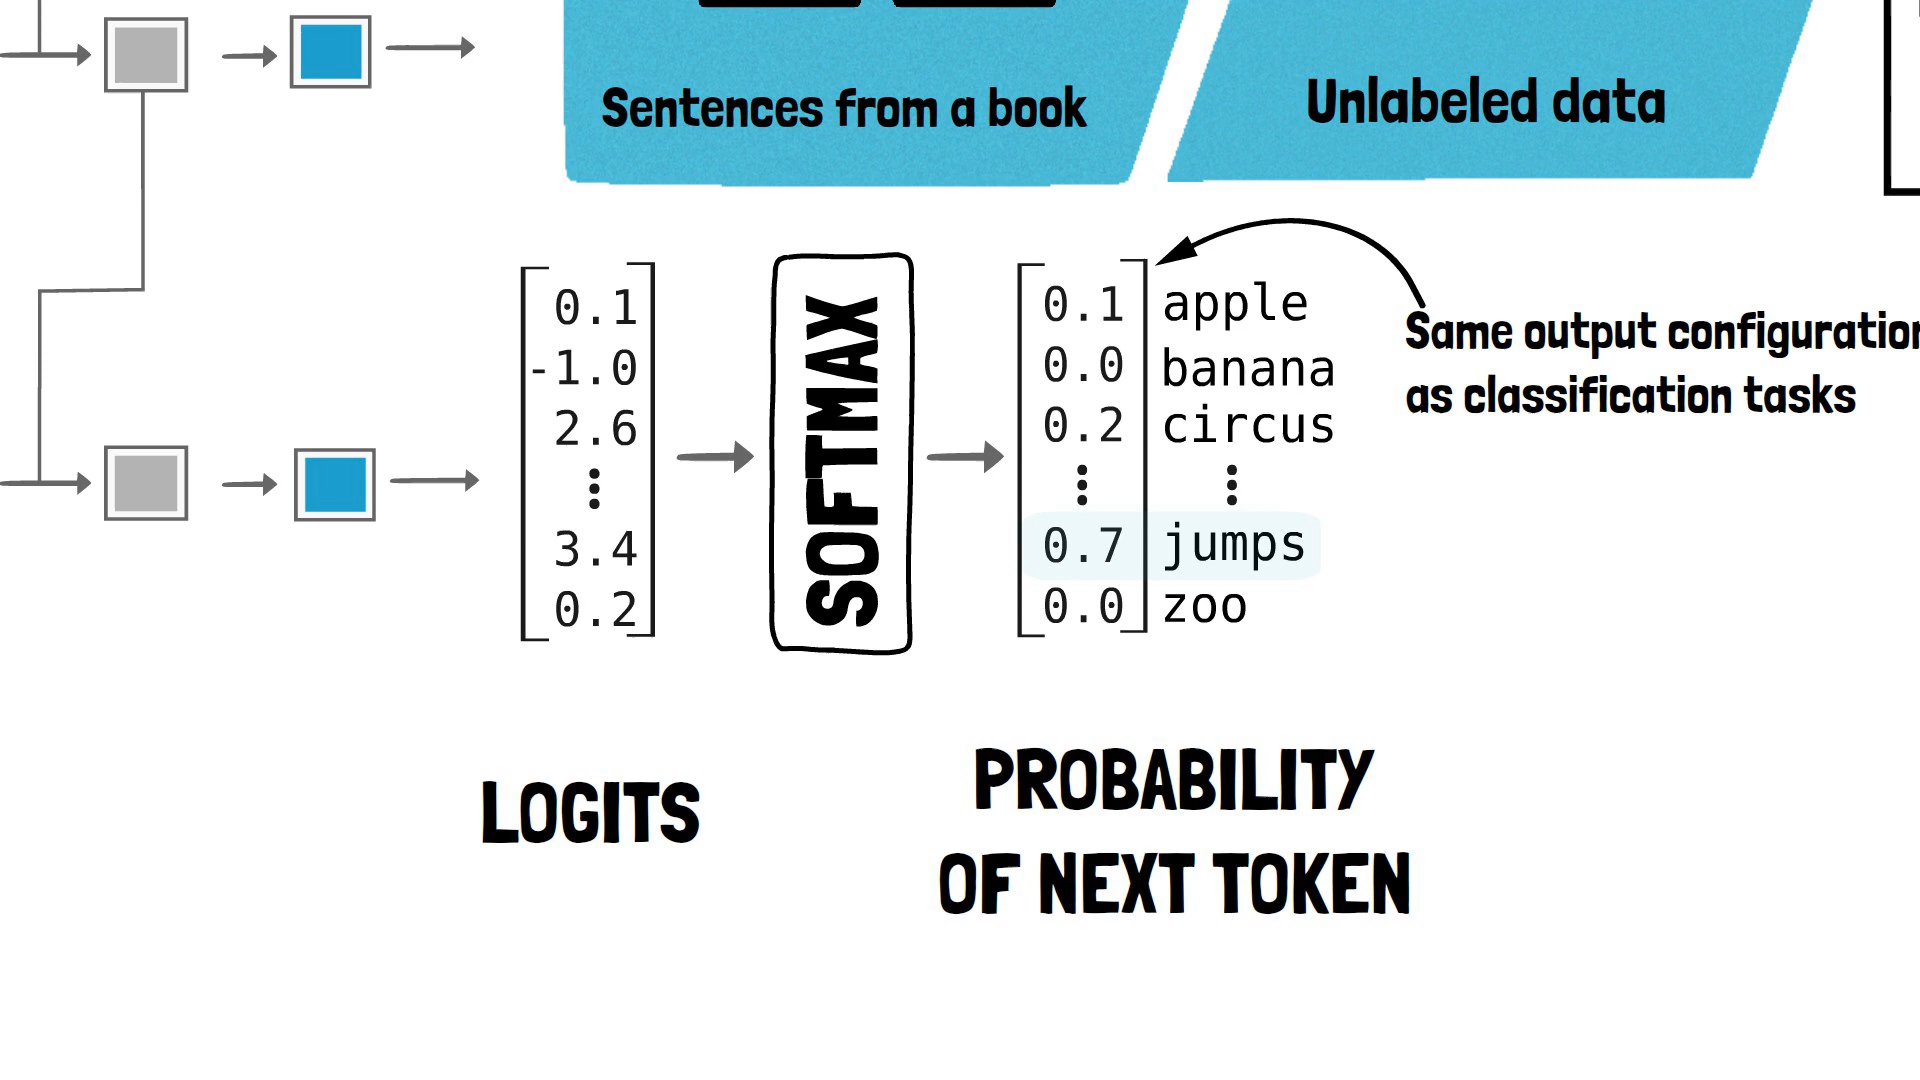 Sentences from a book
Unlabeled data
0.1
-1.0
2.6
3.4
0.2
SOFTMAX
0.1 apple
0.0 banana
0.2 circus
0.7 jumps
0.0 zoo
Same output configuration
as classification tasks
LOGITS
PROBABILITY
OF NEXT TOKEN